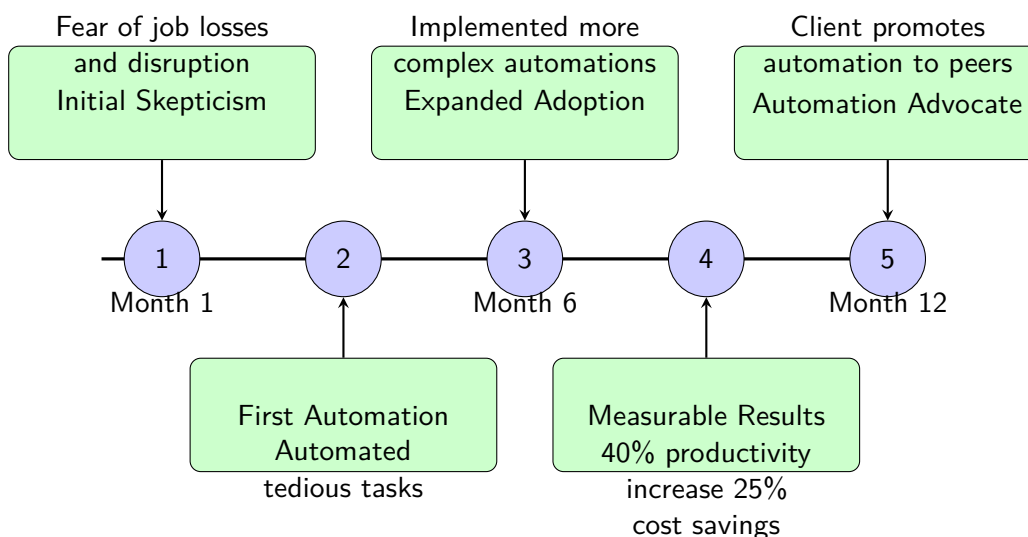 Fear of job losses
and disruption
Initial Skepticism
Implemented more
complex automations
Expanded Adoption
Client promotes
automation to peers
Automation Advocate
1
2
3
4
5
Month 1
Month 6
Month 12
First Automation
Automated
tedious tasks
Measurable Results
40% productivity
increase 25%
cost savings